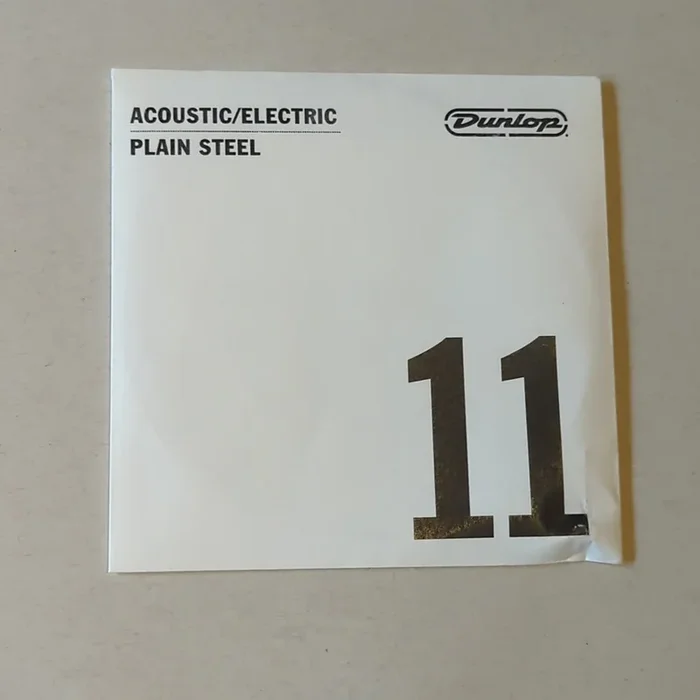 ACOUSTIC/ELECTRIC
Dunlop
PLAIN STEEL
11